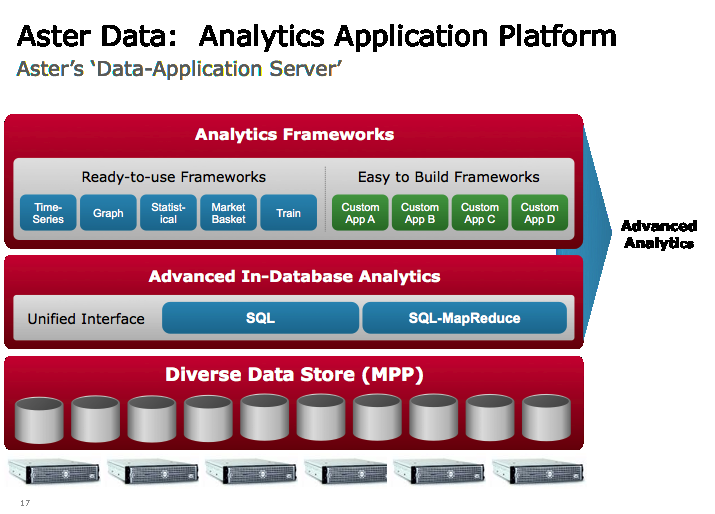 Aster Data:  Analytics Application Platform
Aster’s ‘Data-Application Server’
Analytics Frameworks
Ready-to-use Frameworks
Easy to Build Frameworks
Time-
Series
Graph
Statist-
ical
Market
Basket
Train
Custom
App A
Custom
App B
Custom
App C
Custom
App D
Advanced
Analytics
Advanced In-Database Analytics
Unified Interface
SQL
SQL-MapReduce
Diverse Data Store (MPP)
17